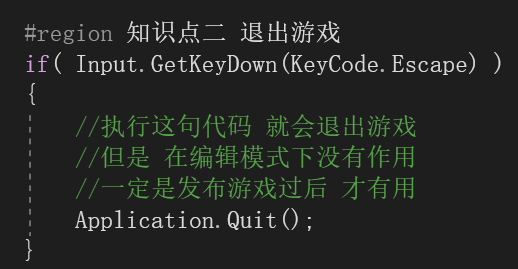 #region 知识点二 退出游戏
if( Input.GetKeyDown(KeyCode.Escape) )
{
//执行这句代码 就会退出游戏
//但是 在编辑模式下没有作用
//一定是发布游戏过后 才有用
Application.Quit();
}